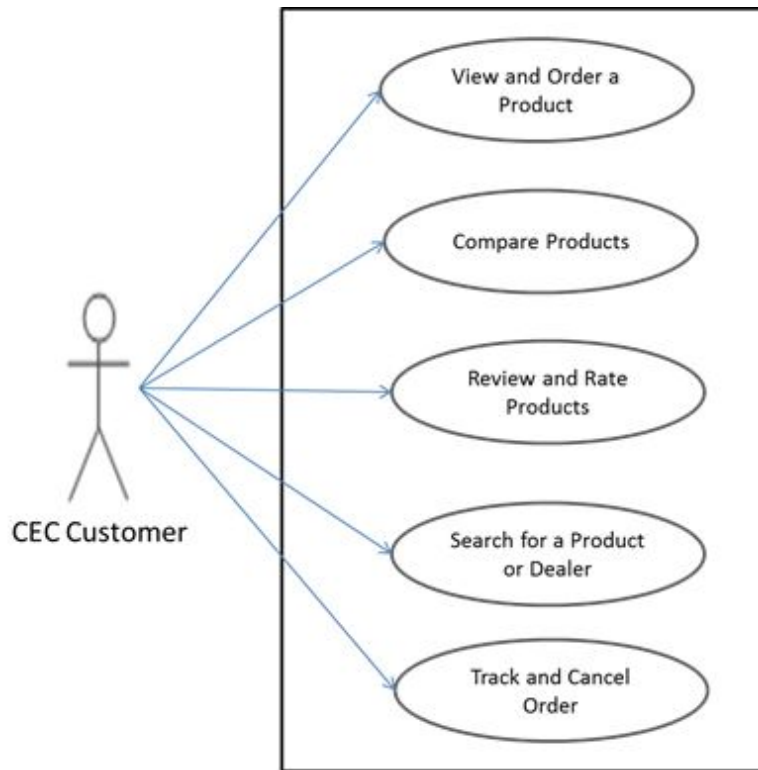 View and Order a
Product
Compare Products
Review and Rate
Products
CEC Customer
Search for a Product
or Dealer
Track and Cancel
Order